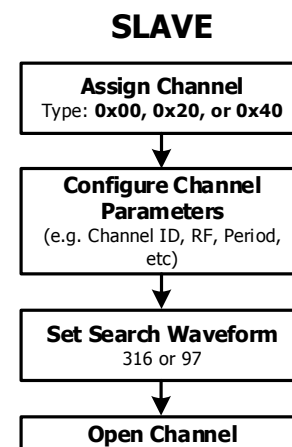 SLAVE
Assign Channel
Type: 0x00, 0x20, or 0x40
Configure Channel
Parameters
(e.g. Channel ID, RF, Period,
etc)
Set Search Waveform
316 or 97
Open Channel